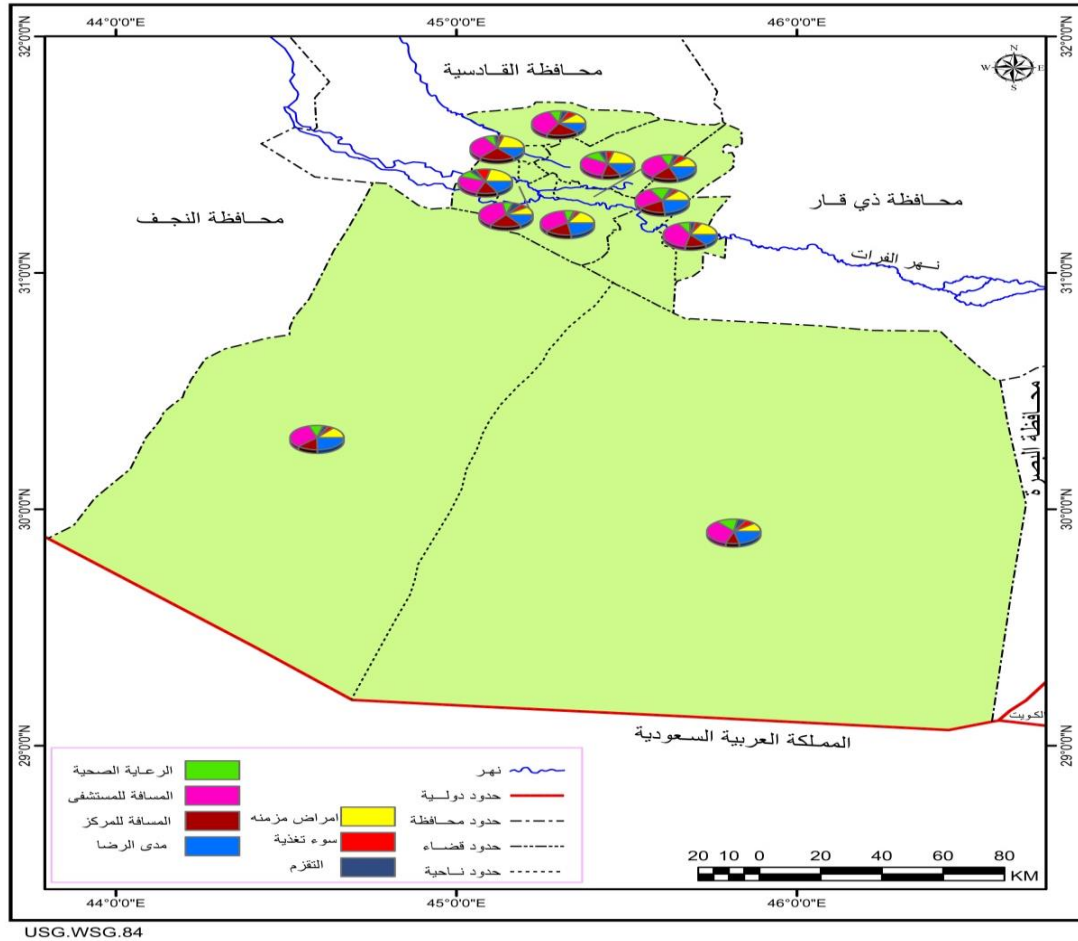 44°0'0"E 45°0'0"E 46°0'0"E
32°0'0"N 32°0'0"N
N
W E
S
محـافظة القـادسية
محـافظة النجـف
محـافظة ذي قـار
نهر الفرات
31°0'0"N 31°0'0"N
محـافظة البصرة
30°0'0"N 30°0'0"N
الكويت
المملكة العربية السعودية
29°0'0"N 29°0'0"N
نهر
حدود دولـية
حدود محـافظة
حدود قضـاء
حدود نـاحية
امراض مزمنه
سوء تغذية
التقزم
الرعـاية الصحية
المسافة للمستشفى
المسافة للمركز
مدى الرضا
20 10 0 20 40 60 80
KM
44°0'0"E 45°0'0"E 46°0'0"E
USG.WSG.84